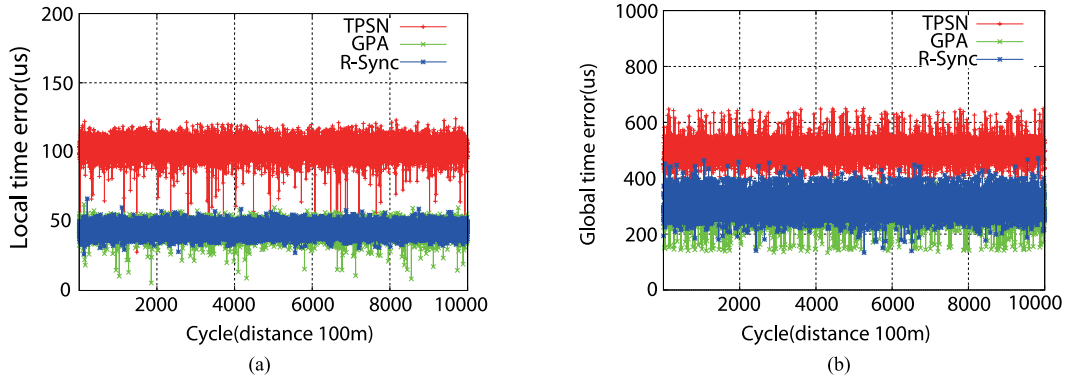 200
150
100
50
0
Local time error(us)
TPSN
GPA
R-Sync
2000 4000 6000 8000 10000
Cycle(distance 100m)
(a)
1000
800
600
400
200
0
Global time error(us)
TPSN
GPA
R-Sync
2000 4000 6000 8000 10000
Cycle(distance 100m)
(b)